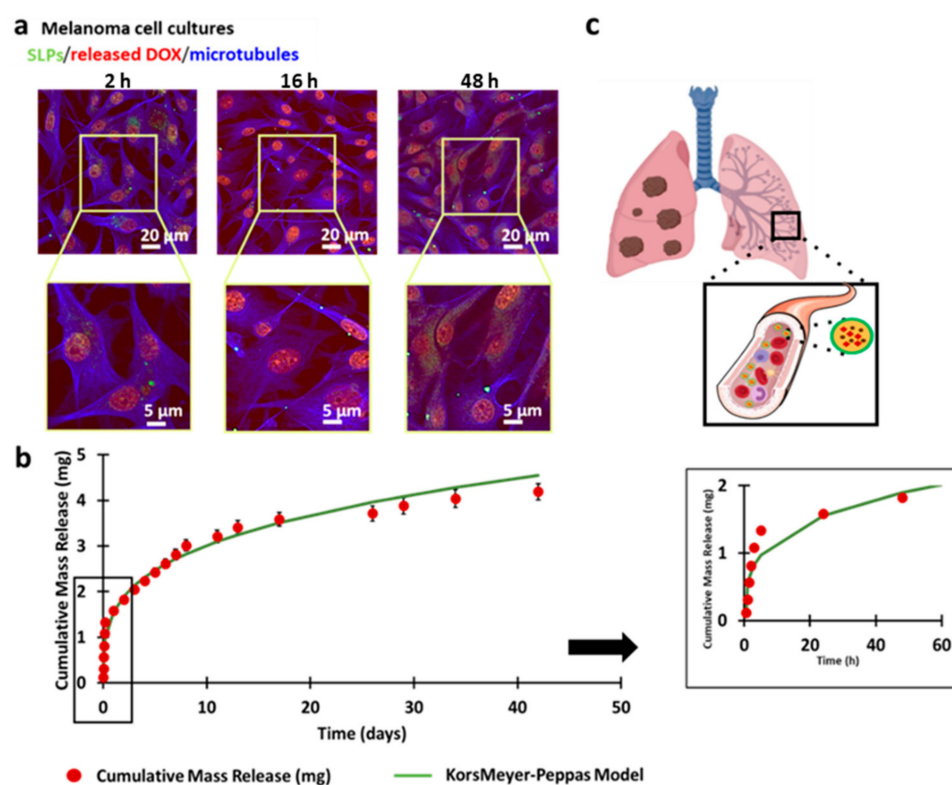 a Melanoma cell cultures
SLPs/released DOX/microtubules
2 h 16 h 48 h
20 µm 20 µm 20 µm
5 µm 5 µm 5 µm
c
b
Cumulative Mass Release (mg)
5
4
3
2
1
0
0 10 20 30 40 50
Time (days)
Cumulative Mass Release (mg)
2
1
0
0 20 40 60
Time (h)
Cumulative Mass Release (mg) KorsMeyer-Peppas Model